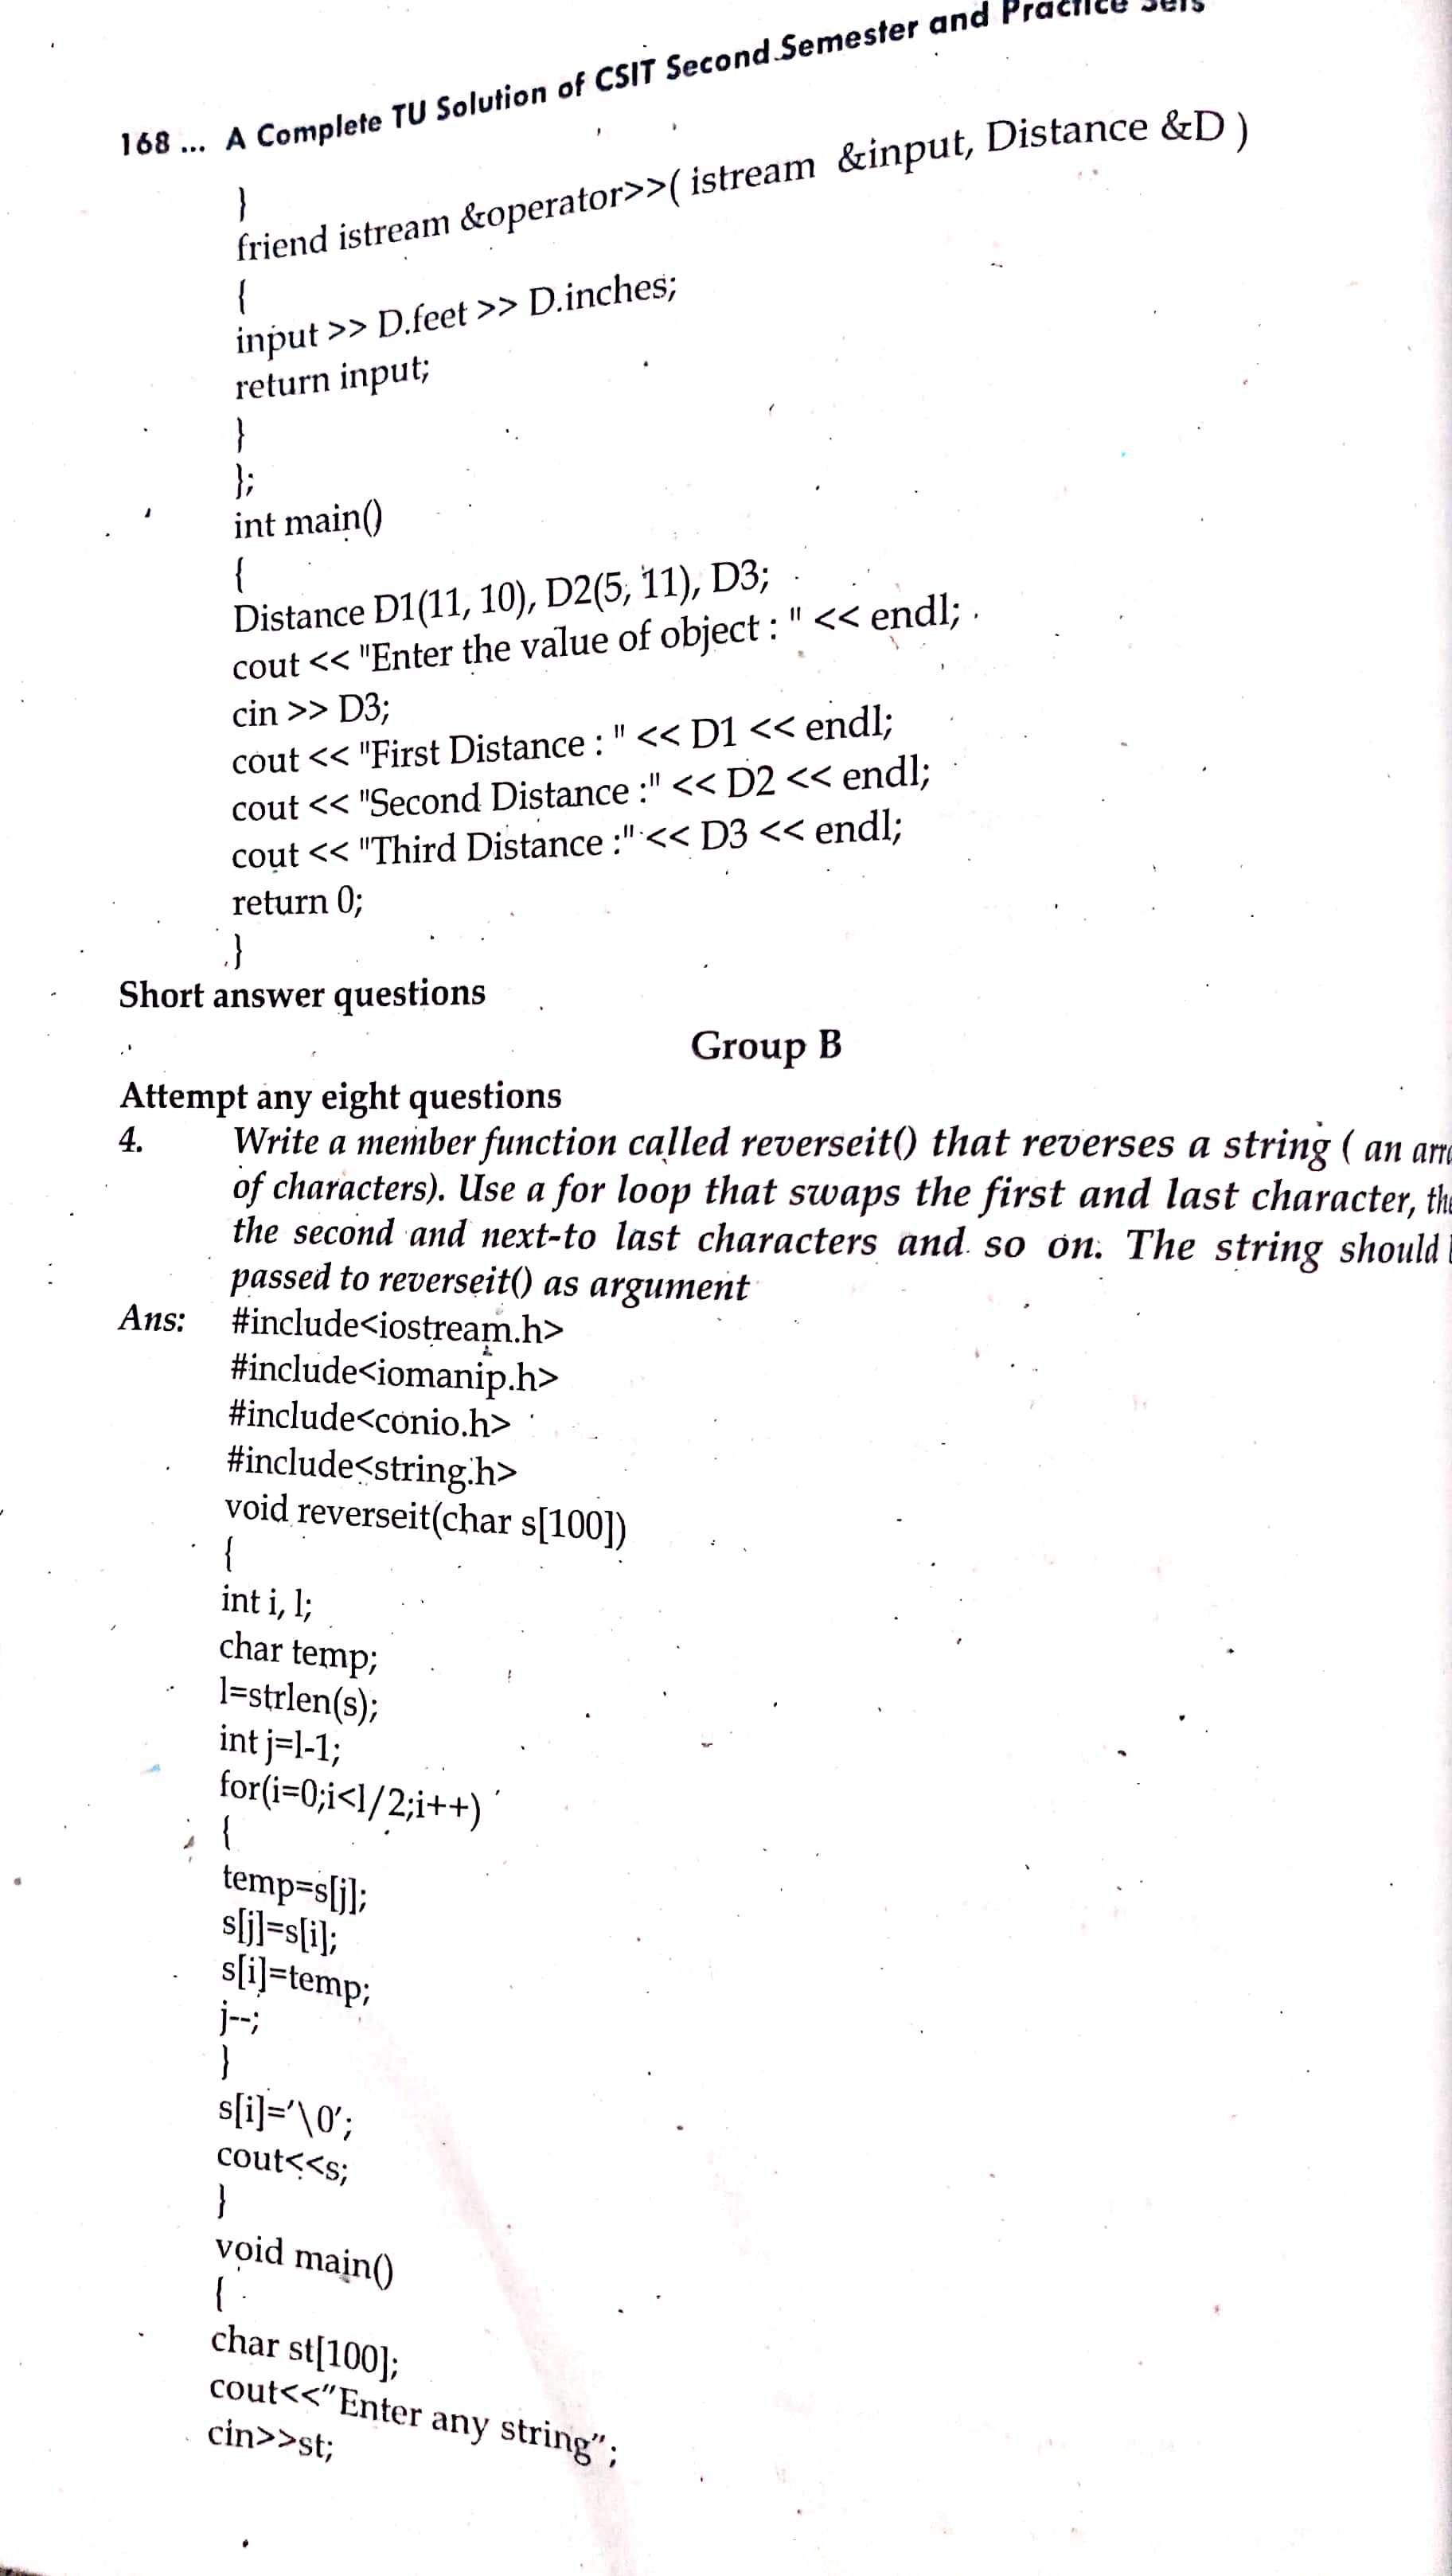 168 ... A Complete TU Solution of CSIT Second Semester and Practice Sets
}
friend istream &operator>>( istream &input, Distance &D )
{
input >> D.feet >> D.inches;
return input;
}
};
int main()
{
Distance D1(11, 10), D2(5, 11), D3;
cout << "Enter the value of object : " << endl;
cin >> D3;
cout << "First Distance : " << D1 << endl;
cout << "Second Distance :" << D2 << endl;
cout << "Third Distance :" << D3 << endl;
return 0;
}
Short answer questions
Group B
Attempt any eight questions
4. Write a member function called reverseit() that reverses a string ( an
of characters). Use a for loop that swaps the first and last character,
the second and next-to last characters and so on. The string should
passed to reverseit() as argument
Ans: #include<iostream.h>
#include<iomanip.h>
#include<conio.h>
#include<string.h>
void reverseit(char s[100])
{
int i, l;
char temp;
l=strlen(s);
int j=l-1;
for(i=0;i<l/2;i++)
{
temp=s[j];
s[j]=s[i];
s[i]=temp;
j--;
}
s[i]='\0';
cout<<s;
}
void main()
{
char st[100];
cout<<"Enter any string";
cin>>st;